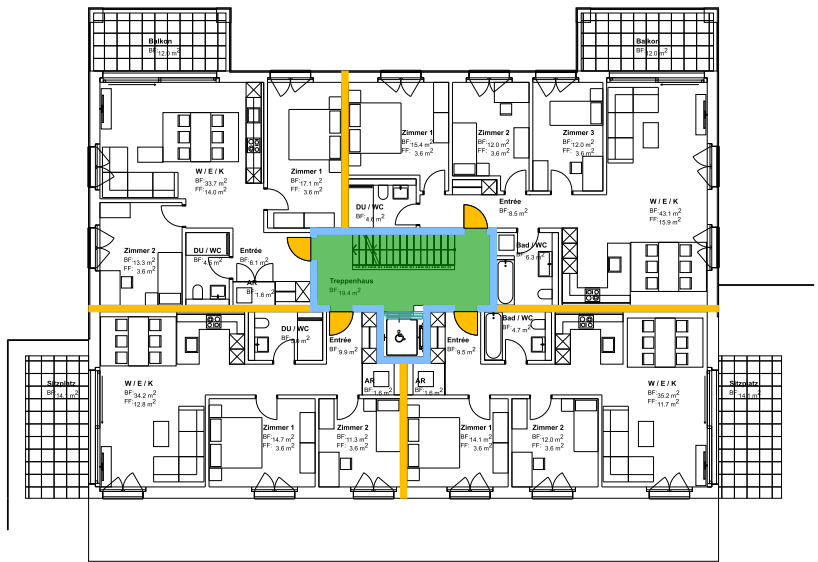 Balkon
BF: 12.0 m2
Balkon
BF: 12.0 m2
W / E / K
BF: 33.7 m2
FF: 14.0 m2
Zimmer 1
BF: 17.1 m2
FF: 3.6 m2
Zimmer 1
BF: 15.4 m2
FF: 3.6 m2
Zimmer 2
BF: 12.0 m2
FF: 3.6 m2
Zimmer 3
BF: 12.0 m2
FF: 3.6 m2
DU / WC
Entrée
BF: 8.5 m2
W / E / K
BF: 43.1 m2
FF: 15.9 m2
Zimmer 2
BF: 13.3 m2
FF: 3.6 m2
DU / WC
Entrée
BF: 6.1 m2
AR
BF: 1.6 m2
Treppenhaus
BF: 19.4 m2
Bad / WC
BF: 6.3 m2
DU / WC
Entrée
BF: 9.9 m2
Entrée
BF: 9.5 m2
Bad / WC
BF: 4.7 m2
Sitzplatz
W / E / K
BF: 34.2 m2
FF: 12.8 m2
AR
BF: 1.6 m2
AR
BF: 1.6 m2
W / E / K
BF: 35.2 m2
FF: 11.7 m2
Sitzplatz
Zimmer 1
BF: 14.7 m2
FF: 3.6 m2
Zimmer 2
BF: 11.3 m2
FF: 3.6 m2
Zimmer 1
BF: 14.1 m2
FF: 3.6 m2
Zimmer 2
BF: 12.0 m2
FF: 3.6 m2